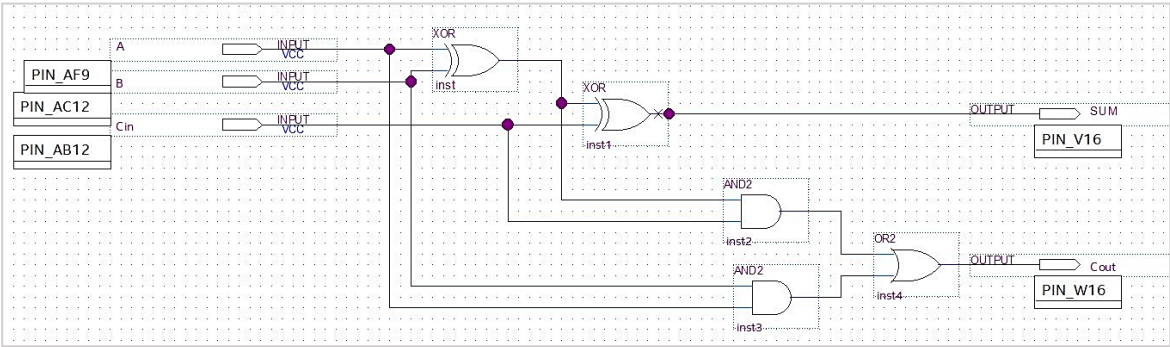 XOR
A
INPUT
VCC
inst
PIN_AF9
B
INPUT
VCC
PIN_AC12
XOR
Cin
INPUT
VCC
inst1
PIN_AB12
OUTPUT
SUM
PIN_V16
AND2
inst2
OR2
AND2
inst3
inst4
OUTPUT
Cout
PIN_W16